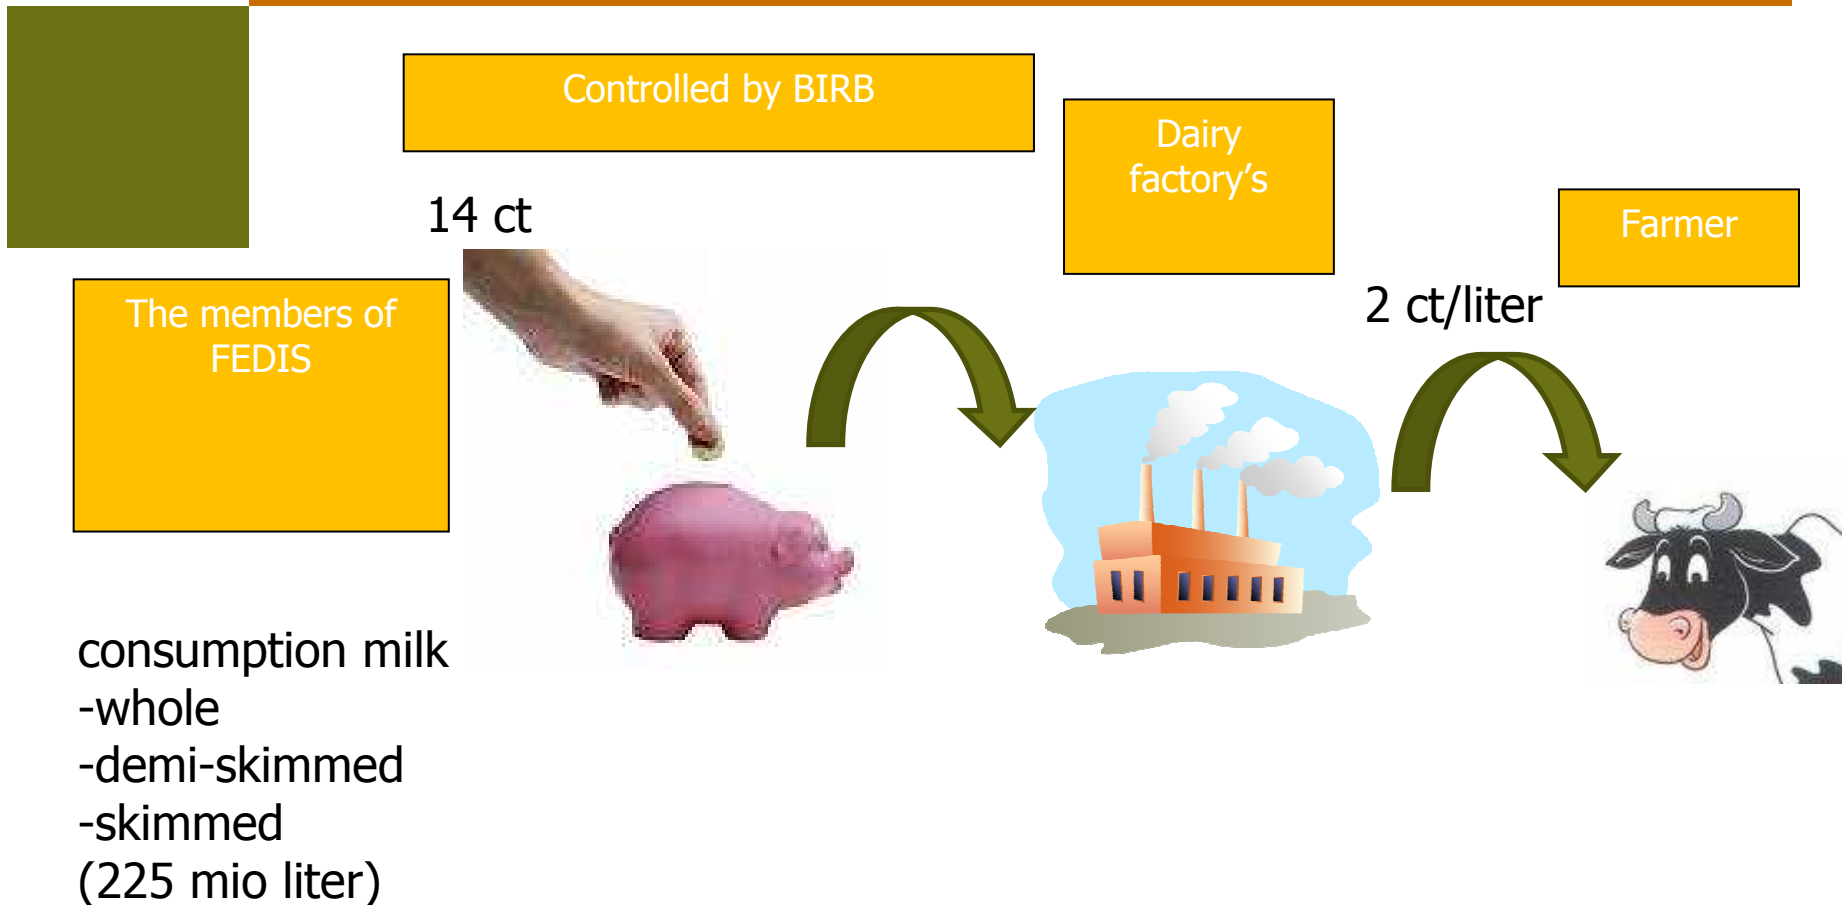 Controlled by BIRB
Dairy
factory’s
Farmer
14 ct
2 ct/liter
The members of
FEDIS
consumption milk
-whole
-demi-skimmed
-skimmed
(225 mio liter)